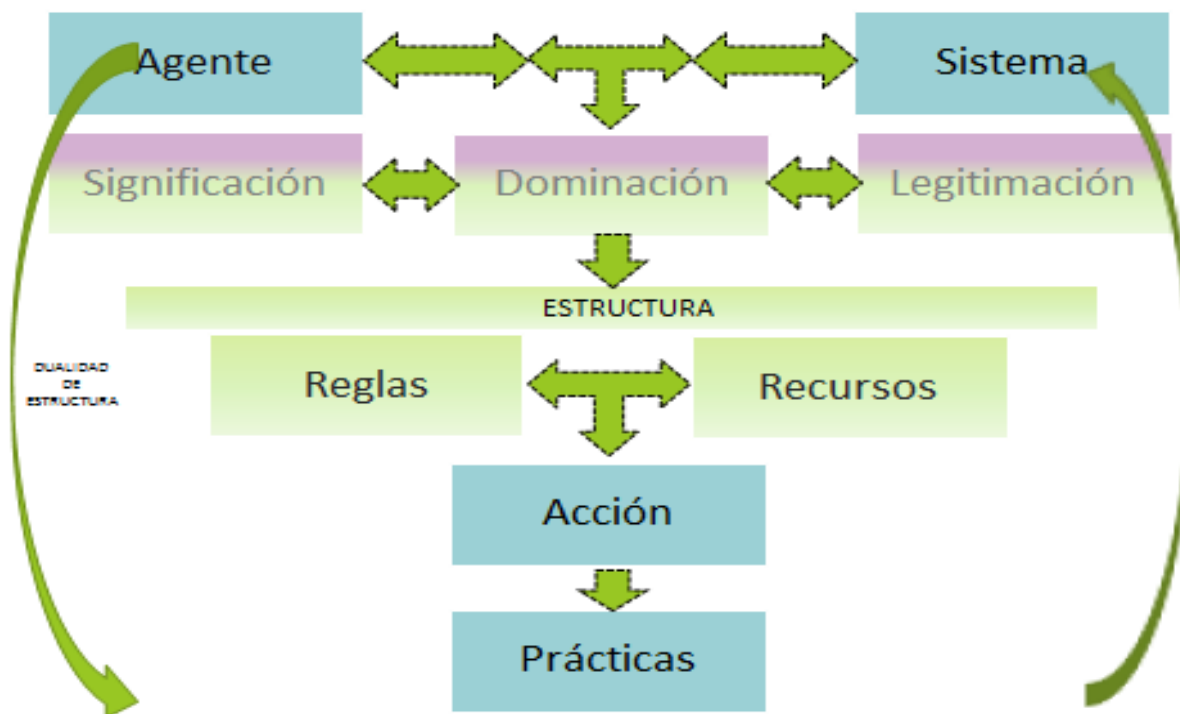 Agente
Sistema
Significación
Dominación
Legitimación
ESTRUCTURA
Reglas
Recursos
DUALIDAD
DE
ESTRUCTURA
Acción
Prácticas